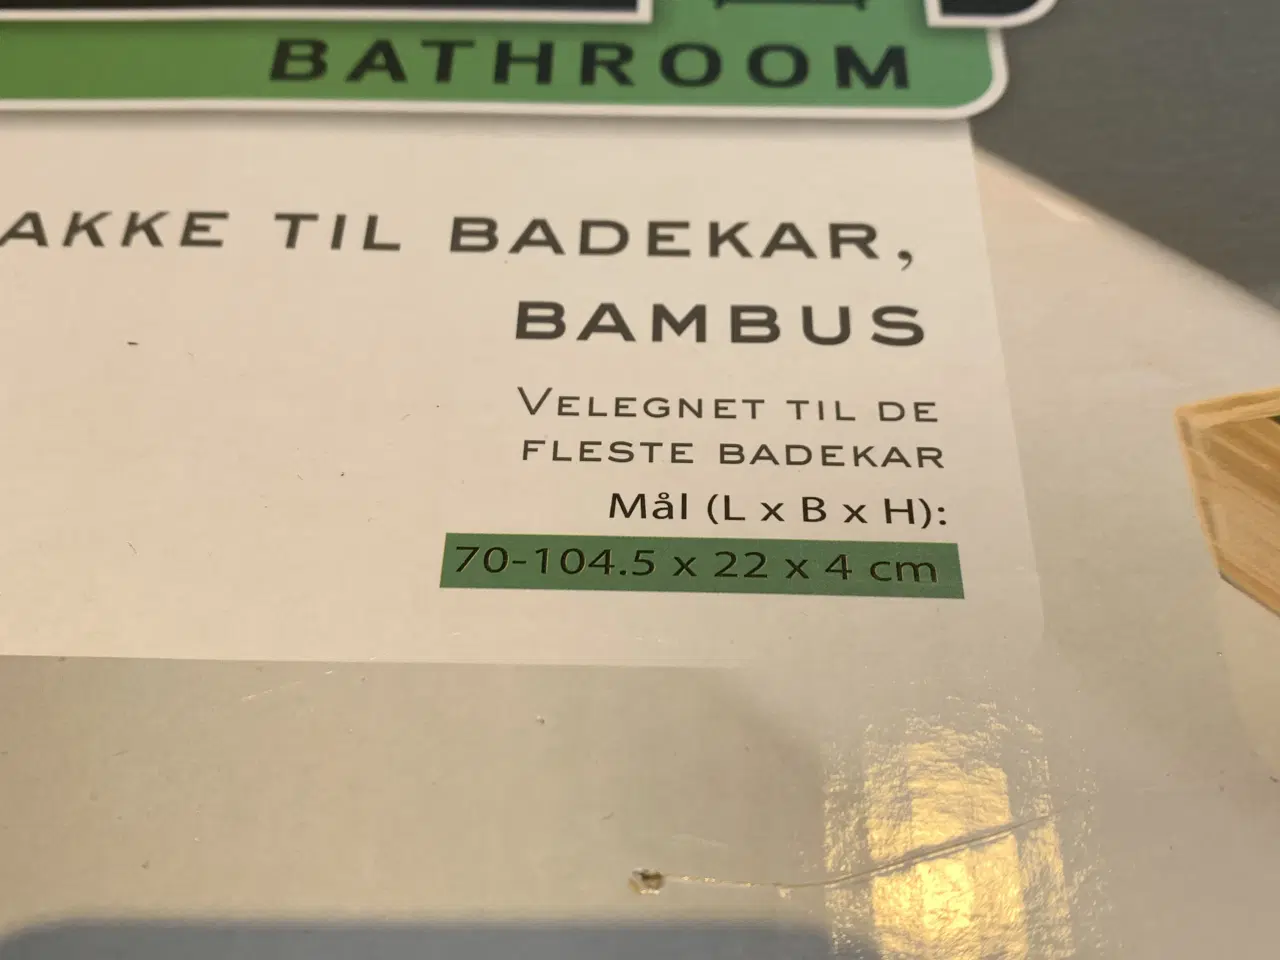 BATHROOM
AKKE TIL BADEKAR,
BAMBUS
VELEGNET TIL DE
FLESTE BADEKAR
Mål (L x B x H):
70-104.5 x 22 x 4 cm